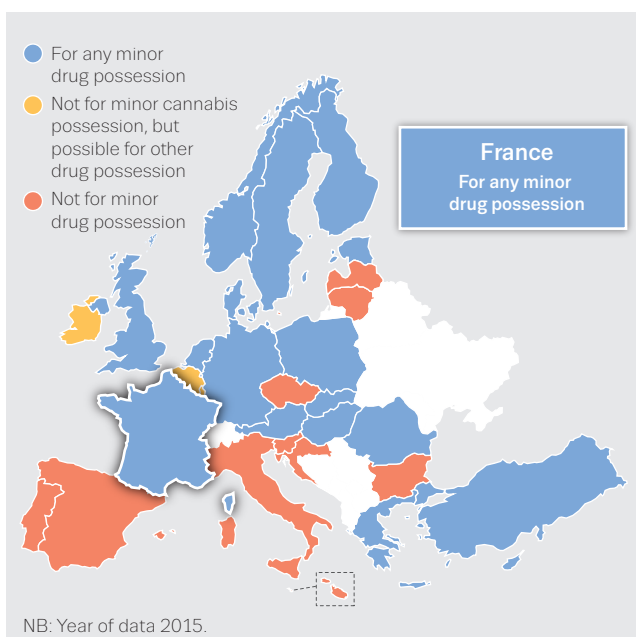 For any minor
drug possession
Not for minor cannabis
possession, but
possible for other
drug possession
Not for minor
drug possession
France
For any minor
drug possession
NB: Year of data 2015.